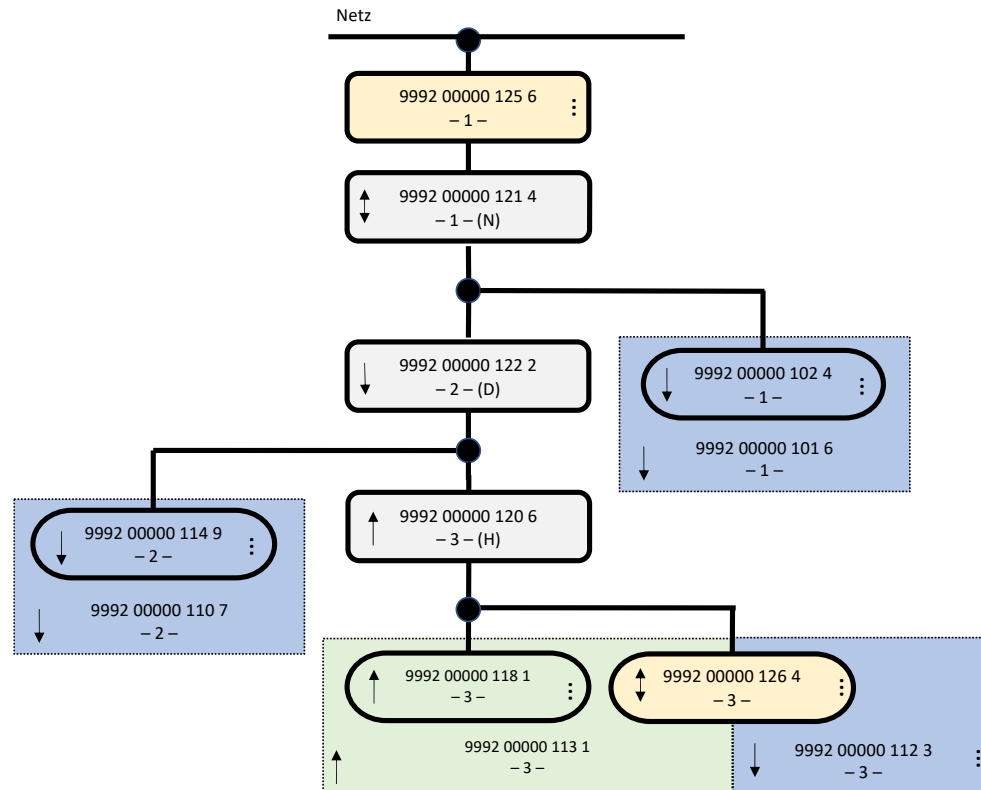 Netz
9992 00000 125 6
– 1 –
9992 00000 121 4
– 1 – (N)
9992 00000 122 2
– 2 – (D)
9992 00000 102 4
– 1 –
9992 00000 101 6
– 1 –
9992 00000 114 9
– 2 –
9992 00000 110 7
– 2 –
9992 00000 120 6
– 3 – (H)
9992 00000 118 1
– 3 –
9992 00000 126 4
– 3 –
9992 00000 113 1
– 3 –
9992 00000 112 3
– 3 –